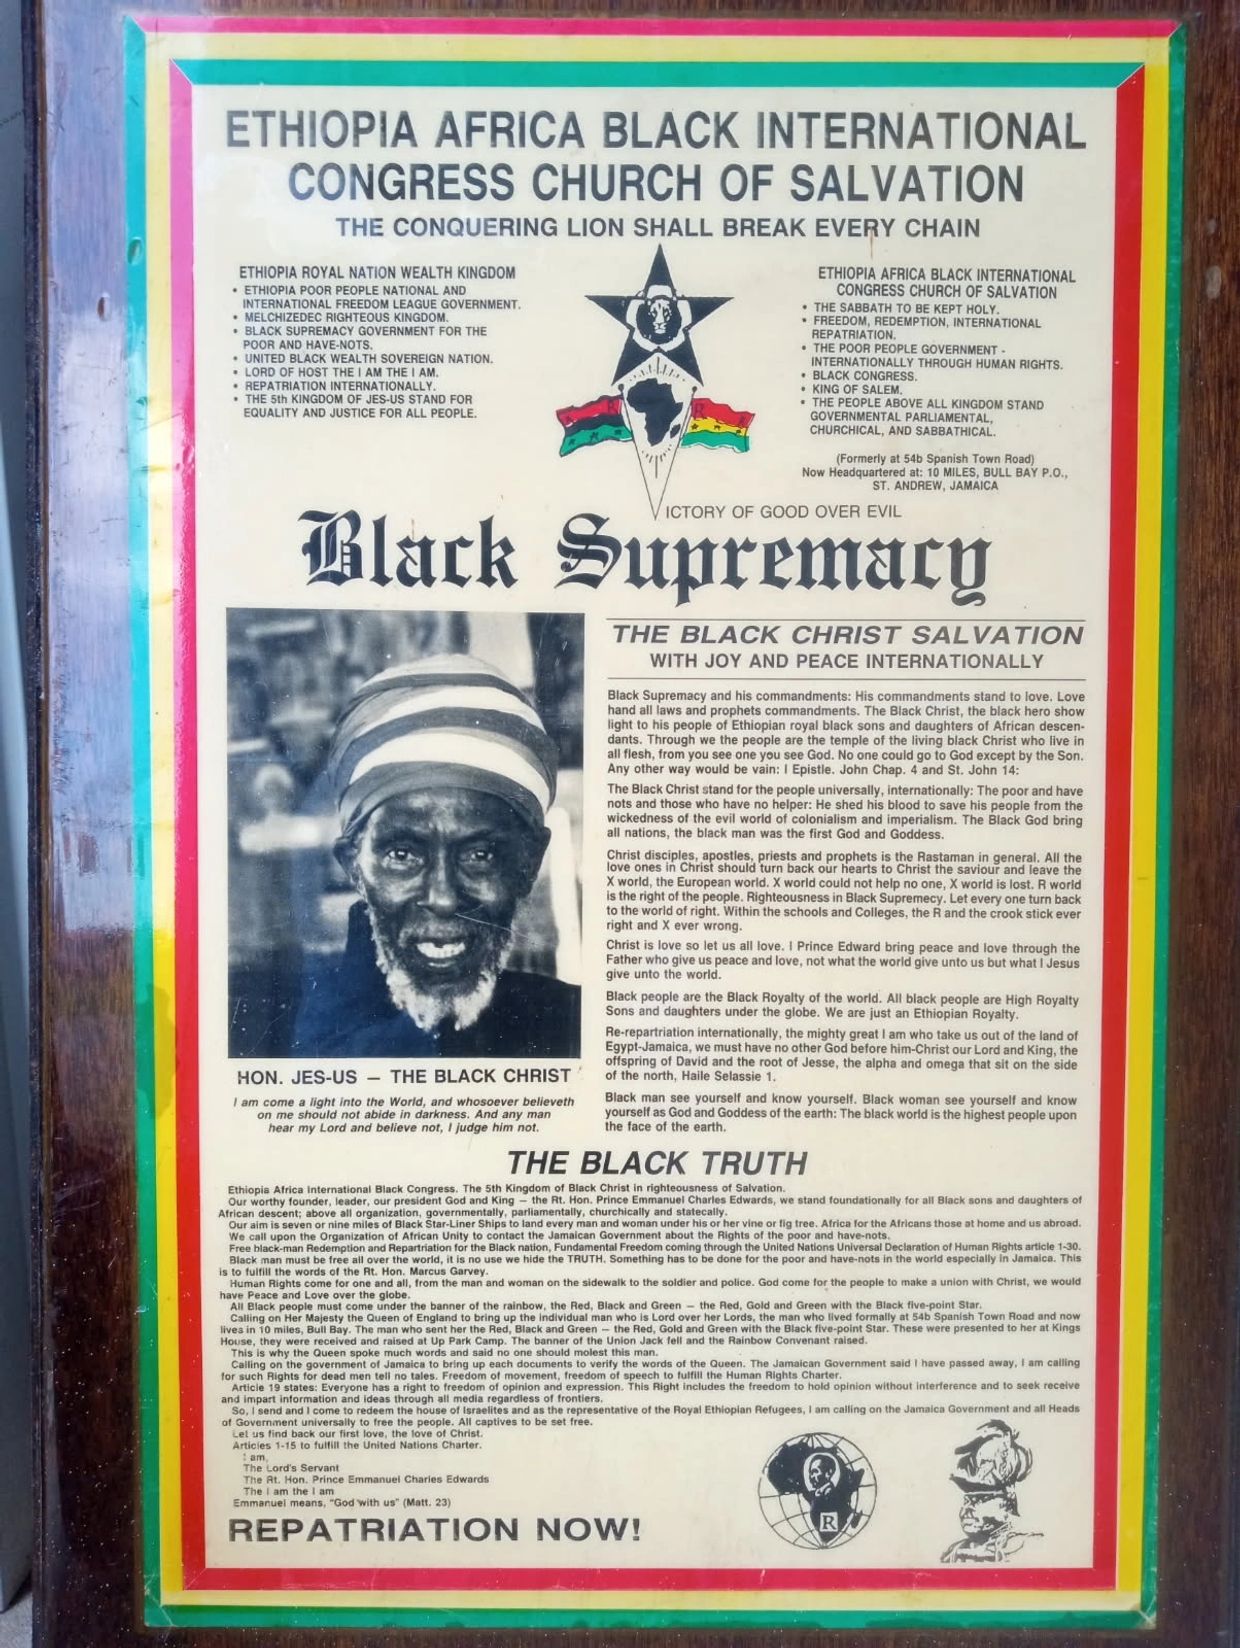 ETHIOPIA AFRICA BLACK INTERNATIONAL
CONGRESS CHURCH OF SALVATION
THE CONQUERING LION SHALL BREAK EVERY CHAIN
ETHIOPIA ROYAL NATION WEALTH KINGDOM
• ETHIOPIA POOR PEOPLE NATIONAL AND
INTERNATIONAL FREEDOM LEAGUE GOVERNMENT.
• MELCHIZEDEC RIGHTEOUS KINGDOM.
• BLACK SUPREMACY GOVERNMENT FOR THE
POOR AND HAVE-NOTS.
• UNITED BLACK WEALTH SOVEREIGN NATION.
• LORD OF HOST THE I AM THE I AM.
• REPATRIATION INTERNATIONALLY.
• THE 5th KINGDOM OF JES-US STAND FOR
EQUALITY AND JUSTICE FOR ALL PEOPLE.
R R
ETHIOPIA AFRICA BLACK INTERNATIONAL
CONGRESS CHURCH OF SALVATION
• THE SABBATH TO BE KEPT HOLY.
• FREEDOM, REDEMPTION, INTERNATIONAL
REPATRIATION.
• THE POOR PEOPLE GOVERNMENT -
INTERNATIONALLY THROUGH HUMAN RIGHTS.
• BLACK CONGRESS.
• KING OF SALEM.
• THE PEOPLE ABOVE ALL KINGDOM STAND
GOVERNMENTAL PARLIAMENTAL,
CHURCHICAL, AND SABBATHICAL.
(Formerly at 54b Spanish Town Road)
Now Headquartered at: 10 MILES, BULL BAY P.O.,
ST. ANDREW, JAMAICA
VICTORY OF GOOD OVER EVIL
Black Supremacy
THE BLACK CHRIST SALVATION
WITH JOY AND PEACE INTERNATIONALLY
Black Supremacy and his commandments: His commandments stand to love. Love
hand all laws and prophets commandments. The Black Christ, the black hero show
light to his people of Ethiopian royal black sons and daughters of African descen-
dants. Through we the people are the temple of the living black Christ who live in
all flesh, from you see one you see God. No one could go to God except by the Son.
Any other way would be vain: I Epistle. John Chap. 4 and St. John 14:
The Black Christ stand for the people universally, internationally: The poor and have
nots and those who have no helper: He shed his blood to save his people from the
wickedness of the evil world of colonialism and imperialism. The Black God bring
all nations, the black man was the first God and Goddess.
Christ disciples, apostles, priests and prophets is the Rastaman in general. All the
love ones in Christ should turn back our hearts to Christ the saviour and leave the
X world, the European world. X world could not help no one, X world is lost. R world
is the right of the people. Righteousness in Black Supremecy. Let every one turn back
to the world of right. Within the schools and Colleges, the R and the crook stick ever
right and X ever wrong.
Christ is love so let us all love. I Prince Edward bring peace and love through the
Father who give us peace and love, not what the world give unto us but what I Jesus
give unto the world.
Black people are the Black Royalty of the world. All black people are High Royalty
Sons and daughters under the globe. We are just an Ethiopian Royalty.
Re-repartriation internationally, the mighty great I am who take us out of the land of
Egypt-Jamaica, we must have no other God before him-Christ our Lord and King, the
offspring of David and the root of Jesse, the alpha and omega that sit on the side
of the north, Haile Selassie 1.
Black man see yourself and know yourself. Black woman see yourself and know
yourself as God and Goddess of the earth: The black world is the highest people upon
the face of the earth.
HON. JES-US – THE BLACK CHRIST
I am come a light into the World, and whosoever believeth
on me should not abide in darkness. And any man
hear my Lord and believe not, I judge him not.
THE BLACK TRUTH
Ethiopia Africa International Black Congress. The 5th Kingdom of Black Christ in righteousness of Salvation.
Our worthy founder, leader, our president God and King – the Rt. Hon. Prince Emmanuel Charles Edwards, we stand foundationally for all Black sons and daughters of
African descent; above all organization, governmentally, parliamentally, churchically and statecally.
Our aim is seven or nine miles of Black Star-Liner Ships to land every man and woman under his or her vine or fig tree. Africa for the Africans those at home and us abroad.
We call upon the Organization of African Unity to contact the Jamaican Government about the Rights of the poor and have-nots.
Free black-man Redemption and Repartriation for the Black nation, Fundamental Freedom coming through the United Nations Universal Declaration of Human Rights article 1-30.
Black man must be free all over the world, it is no use we hide the TRUTH. Something has to be done for the poor and have-nots in the world especially in Jamaica. This
is to fulfill the words of the Rt. Hon. Marcus Garvey.
Human Rights come for one and all, from the man and woman on the sidewalk to the soldier and police. God come for the people to make a union with Christ, we would
have Peace and Love over the globe.
All Black people must come under the banner of the rainbow, the Red, Black and Green – the Red, Gold and Green with the Black five-point Star.
Calling on Her Majesty the Queen of England to bring up the individual man who is Lord over her Lords, the man who lived formally at 54b Spanish Town Road and now
lives in 10 miles, Bull Bay. The man who sent her the Red, Black and Green – the Red, Gold and Green with the Black five-point Star. These were presented to her at Kings
House, they were received and raised at Up Park Camp. The banner of the Union Jack fell and the Rainbow Convenant raised.
This is why the Queen spoke much words and said no one should molest this man.
Calling on the government of Jamaica to bring up each documents to verify the words of the Queen. The Jamaican Government said I have passed away, I am calling
for such Rights for dead men tell no tales. Freedom of movement, freedom of speech to fulfill the Human Rights Charter.
Article 19 states: Everyone has a right to freedom of opinion and expression. This Right includes the freedom to hold opinion without interference and to seek receive
and impart information and ideas through all media regardless of frontiers.
So, I send and I come to redeem the house of Israelites and as the representative of the Royal Ethiopian Refugees, I am calling on the Jamaica Government and all Heads
of Government universally to free the people. All captives to be set free.
Let us find back our first love, the love of Christ.
Articles 1-15 to fulfill the United Nations Charter.
I am,
The Lord's Servant
The Rt. Hon. Prince Emmanuel Charles Edwards
The I am the I am
Emmanuel means, "God with us" (Matt. 23)
REPATRIATION NOW!
R